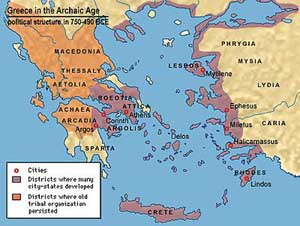 Greece in the Archaic Age
political structure in 750-490 BCE
MACEDONIA
THESSALY
AETOLIA
BOEOTIA
ATTICA
Athens
ACHAEA
Corinth
ARCADIA
Argos
ARGOLIS
SPARTA
Delos
CRETE
LESBOS
Mytilene
PHRYGIA
MYSIA
LYDIA
Ephesus
Miletus
CARIA
Halicarnassus
RHODES
Lindos
Cities
Districts where many
city-states developed
Districts where old
tribal organization
persisted